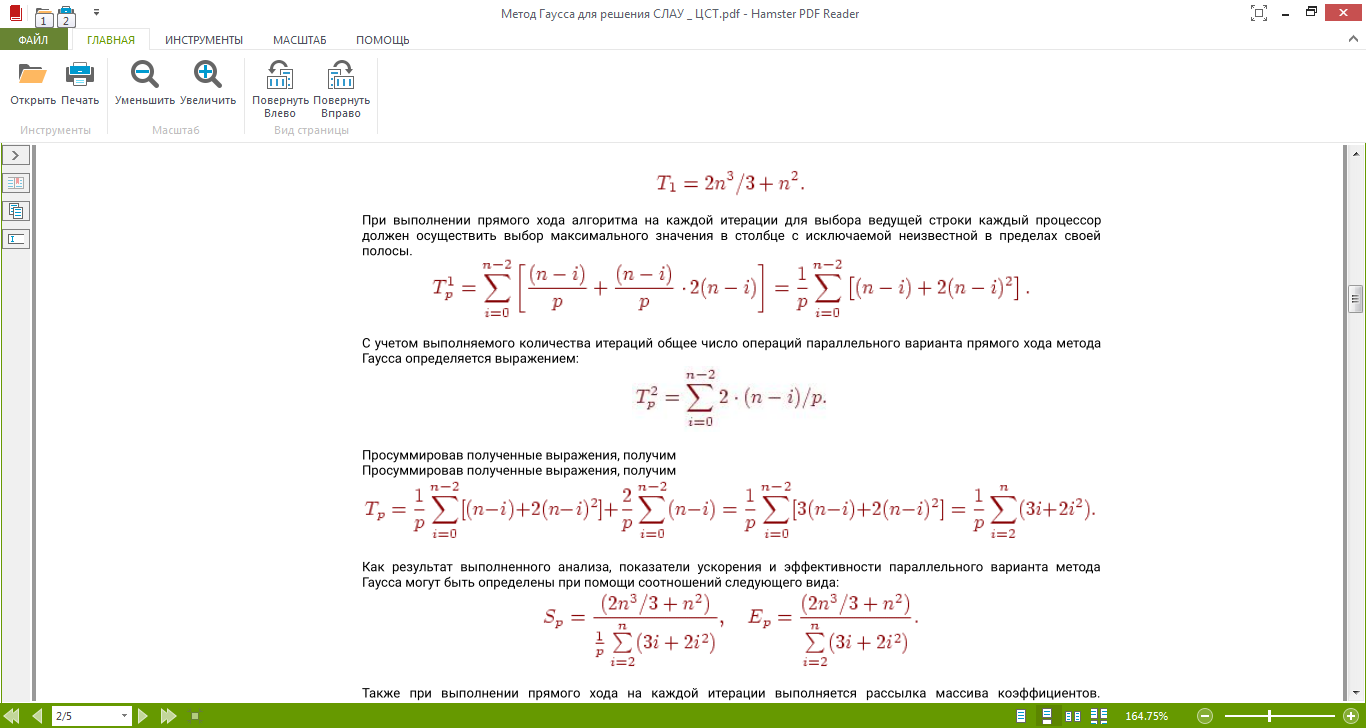 Метод Гаусса для решения СЛАУ _ ЦСТ.pdf - Hamster PDF Reader
1 2
ФАЙЛ ГЛАВНАЯ ИНСТРУМЕНТЫ МАСШТАБ ПОМОЩЬ
Открыть Печать Уменьшить Увеличить Повернуть Влево Повернуть Вправо
Инструменты Масштаб Вид страницы
T_1 = 2n^3/3 + n^2.
При выполнении прямого хода алгоритма на каждой итерации для выбора ведущей строки каждый процессор
должен осуществить выбор максимального значения в столбце с исключаемой неизвестной в пределах своей
полосы.
T_p^1 = \sum_{i=0}^{n-2} \left[ \frac{(n-i)}{p} + \frac{(n-i)}{p} \cdot 2(n-i) \right] = \frac{1}{p} \sum_{i=0}^{n-2} \left[ (n-i) + 2(n-i)^2 \right].
С учетом выполняемого количества итераций общее число операций параллельного варианта прямого хода метода
Гаусса определяется выражением:
T_p^2 = \sum_{i=0}^{n-2} 2 \cdot (n-i)/p.
Просуммировав полученные выражения, получим
Просуммировав полученные выражения, получим
T_p = \frac{1}{p} \sum_{i=0}^{n-2} [(n-i)+2(n-i)^2] + \frac{2}{p} \sum_{i=0}^{n-2} (n-i) = \frac{1}{p} \sum_{i=0}^{n-2} [3(n-i)+2(n-i)^2] = \frac{1}{p} \sum_{i=2}^{n} (3i+2i^2).
Как результат выполненного анализа, показатели ускорения и эффективности параллельного варианта метода
Гаусса могут быть определены при помощи соотношений следующего вида:
S_p = \frac{(2n^3/3 + n^2)}{\frac{1}{p} \sum_{i=2}^{n} (3i + 2i^2)}, E_p = \frac{(2n^3/3 + n^2)}{\sum_{i=2}^{n} (3i + 2i^2)}.
Также при выполнении прямого хода на каждой итерации выполняется рассылка массива коэффициентов.
2/5 164.75%